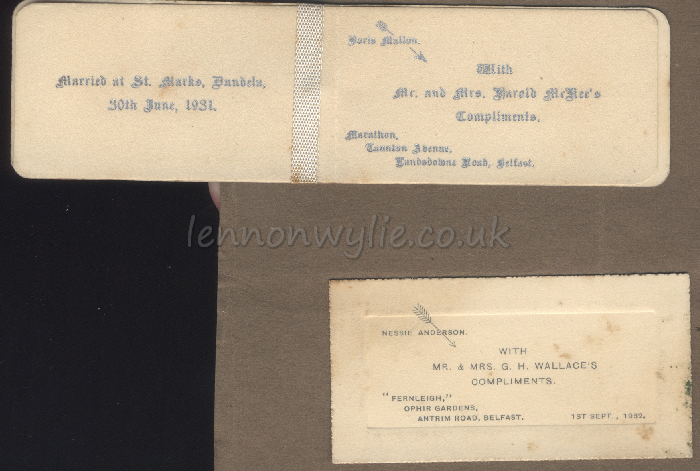 Married at St. Marks, Dundela,
30th June, 1931.
Doris Mallon.
With
Mr. and Mrs. Harold McKee's
Compliments.
Marathon,
Taunton Avenue,
Landsdowne Road, Belfast.
lennonwylie.co.uk
NESSIE ANDERSON.
WITH
MR. & MRS. G. H. WALLACE'S
COMPLIMENTS.
"FERNLEIGH,"
OPHIR GARDENS,
ANTRIM ROAD, BELFAST.
1ST SEPT., 1932.